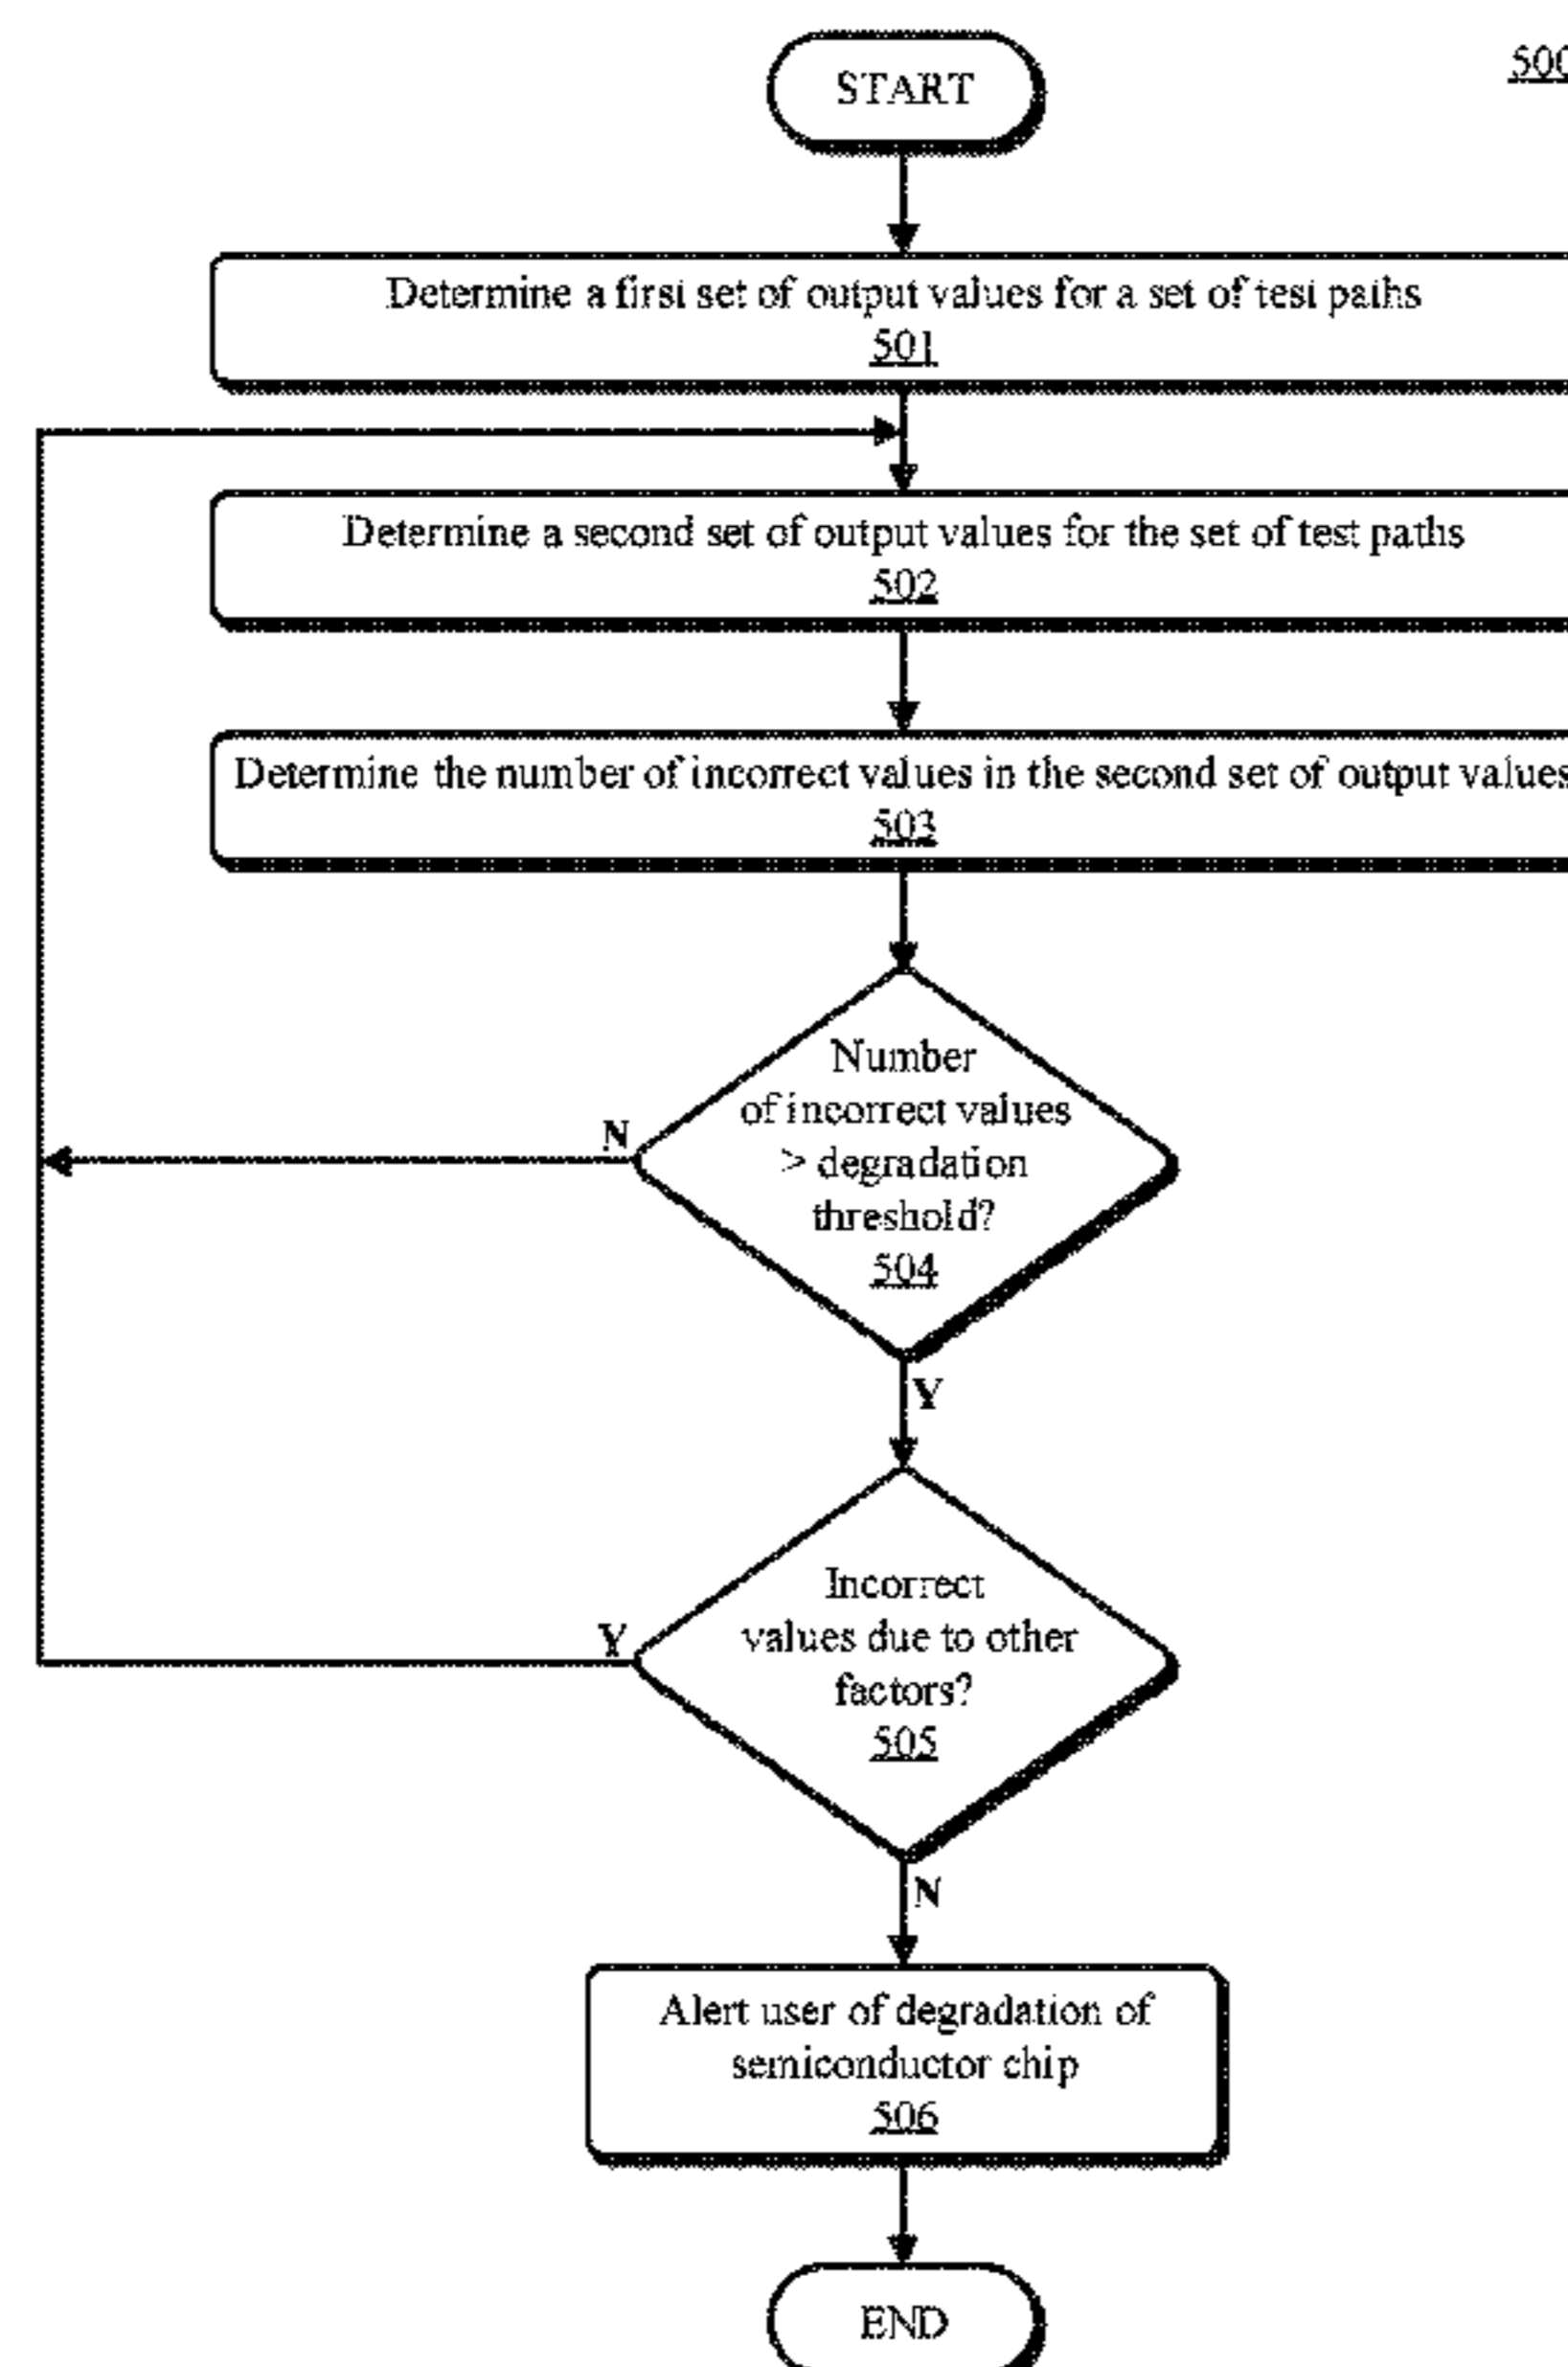 500
START
Determine a first set of output values for a set of test paths
501
Determine a second set of output values for the set of test paths
502
Determine the number of incorrect values in the second set of output values
503
Number
of incorrect values
> degradation
threshold?
504
N
Y
Incorrect
values due to other
factors?
505
Y
N
Alert user of degradation of
semiconductor chip
506
END